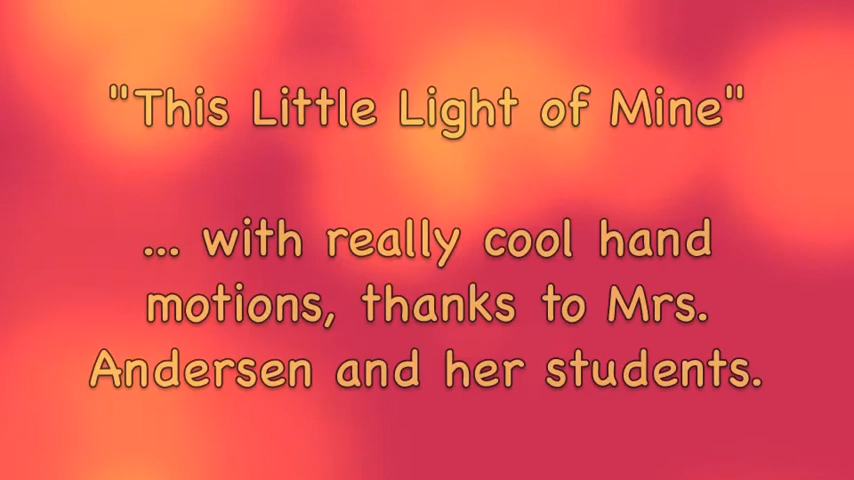 "This Little Light of Mine"
... with really cool hand
motions, thanks to Mrs.
Andersen and her students.